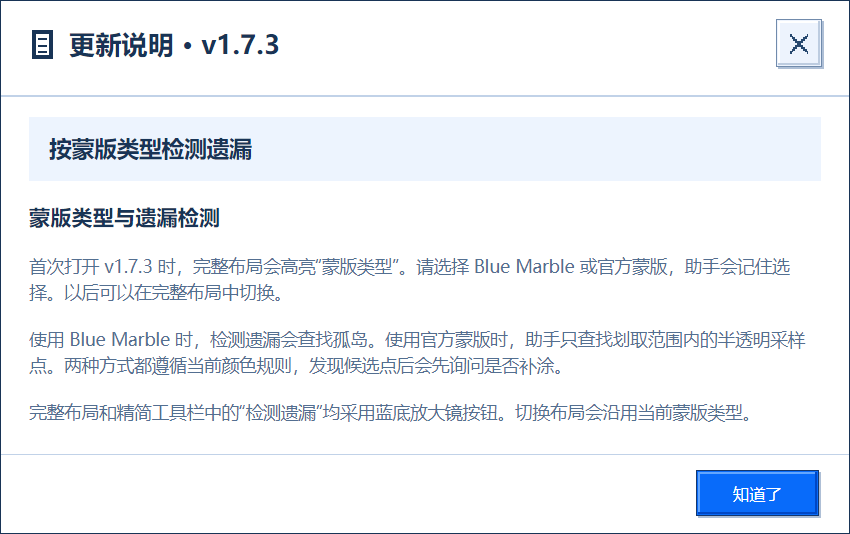 更新说明 • v1.7.3
按蒙版类型检测遗漏
蒙版类型与遗漏检测
首次打开 v1.7.3 时，完整布局会高亮“蒙版类型”。请选择 Blue Marble 或官方蒙版，助手会记住选
择。以后可以在完整布局中切换。
使用 Blue Marble 时，检测遗漏会查找孤岛。使用官方蒙版时，助手只查找划取范围内的半透明采样
点。两种方式都遵循当前颜色规则，发现候选点后会先询问是否补涂。
完整布局和精简工具栏中的“检测遗漏”均采用蓝底放大镜按钮。切换布局会沿用当前蒙版类型。
知道了